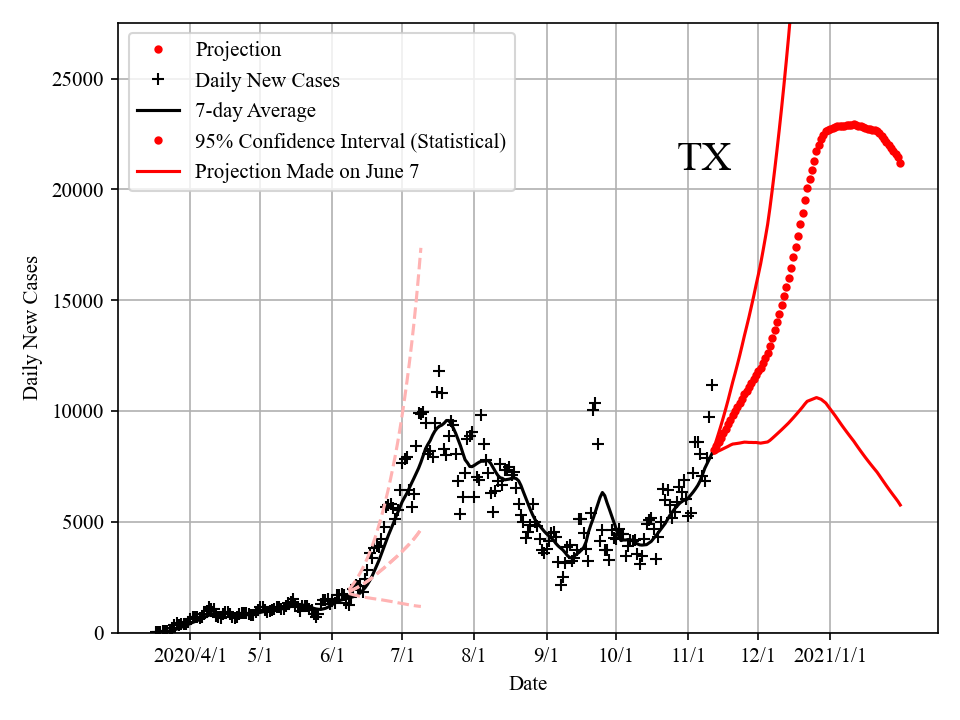 Projection
Daily New Cases
7-day Average
95% Confidence Interval (Statistical)
Projection Made on June 7
TX
25000
20000
15000
10000
5000
0
Daily New Cases
2020/4/1 5/1 6/1 7/1 8/1 9/1 10/1 11/1 12/1 2021/1/1
Date